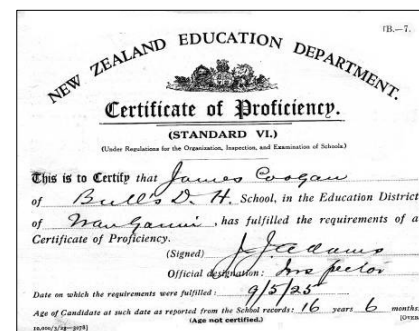 [B.—7.
NEW ZEALAND EDUCATION DEPARTMENT.
Certificate of Proficiency.
(STANDARD VI.)
(Under Regulations for the Organization, Inspection, and Examination of Schools.)
This is to Certify that James Coogan
of Bull's D. H. School, in the Education District
of Wanganui, has fulfilled the requirements of a
Certificate of Proficiency.
(Signed) J. J. Adams
Official designation: Inspector
Date on which the requirements were fulfilled: 9/5/25
Age of Candidate at such date as reported from the School records: 16 years 6 months
(Age not certified.) [OVER